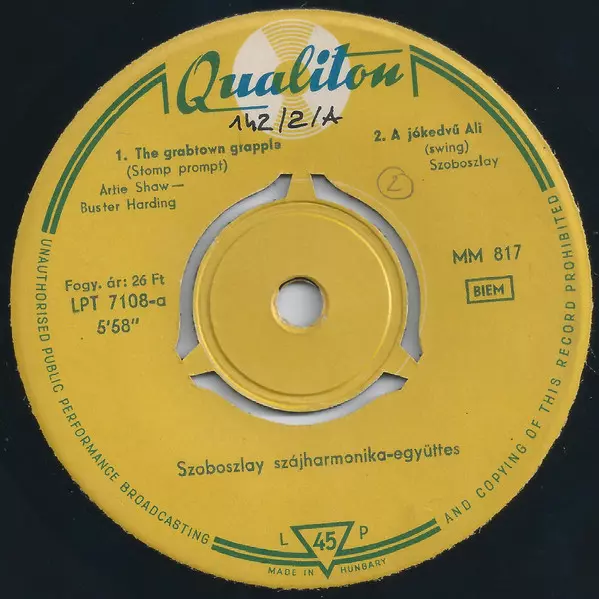 Qualiton
142/2/A
1. The grabtown grapple
(Stomp prompt)
Artie Shaw—
Buster Harding
2. A jókedvű Ali
(swing)
Szoboszlay
2
Fogy. ár: 26 Ft
LPT 7108-a
5'58"
MM 817
BIEM
Szoboszlay szájharmonika-együttes
UNAUTHORISED PUBLIC PERFORMANCE BROADCASTING
AND COPYING OF THIS RECORD PROHIBITED
L 45 P
MADE IN HUNGARY